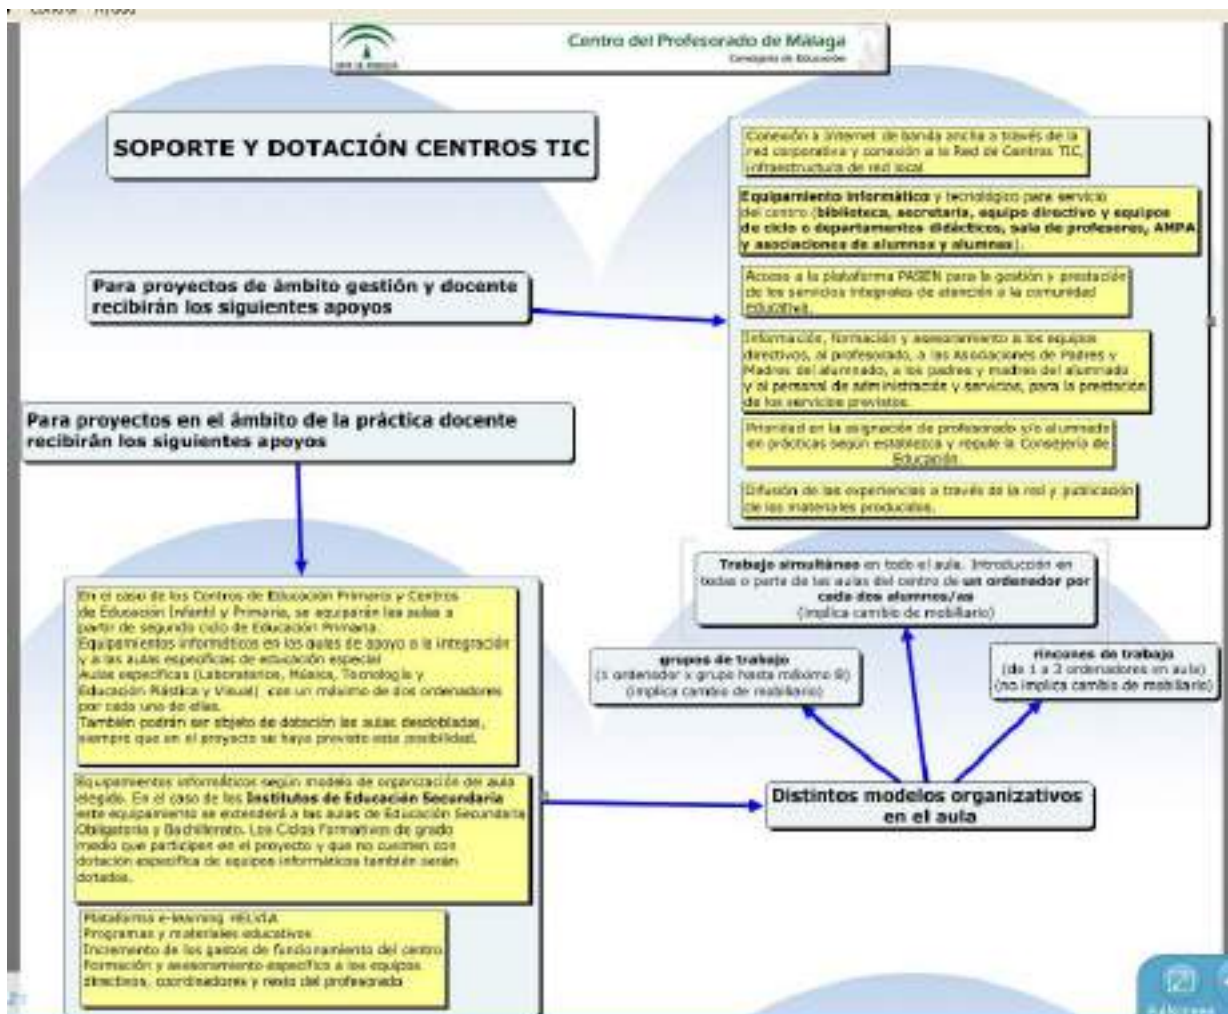 Centro del Profesorado de Málaga
Consejería de Educación
SOPORTE Y DOTACIÓN CENTROS TIC
Conexión a Internet de banda ancha a través de la
red corporativa y conexión a la Red de Centros TIC,
infraestructura de red local
Equipamiento informático y tecnológico para servicio
del centro (biblioteca, secretaría, equipo directivo y equipos
de ciclo o departamentos didácticos, sala de profesores, AMPA
y asociaciones de alumnos y alumnas).
Acceso a la plataforma PASEN para la gestión y prestación
de los servicios integrales de atención a la comunidad
educativa.
Información, formación y asesoramiento a los equipos
directivos, al profesorado, a las Asociaciones de Padres y
Madres del alumnado, a los padres y madres del alumnado
y al personal de administración y servicios, para la prestación
de los servicios previstos.
Prioridad en la asignación de profesorado y/o alumnado
en prácticas según establezca y regule la Consejería de
Educación.
Difusión de las experiencias a través de la red y publicación
de los materiales producidos.
Para proyectos de ámbito gestión y docente
recibirán los siguientes apoyos
Para proyectos en el ámbito de la práctica docente
recibirán los siguientes apoyos
En el caso de los Centros de Educación Primaria y Centros
de Educación Infantil y Primaria, se equiparán las aulas a
partir de segundo ciclo de Educación Primaria.
Equipamientos informáticos en las aulas de apoyo a la integración
y a las aulas específicas de educación especial
Aulas específicas (Laboratorios, Música, Tecnología y
Educación Plástica y Visual) con un máximo de dos ordenadores
por cada una de ellas.
También podrán ser objeto de dotación las aulas desdobladas,
siempre que en el proyecto se haya previsto esta posibilidad.
Equipamientos informáticos según modelo de organización de aula
elegido. En el caso de los Institutos de Educación Secundaria
este equipamiento se extenderá a las aulas de Educación Secundaria
Obligatoria y Bachillerato. Los Ciclos Formativos de grado
medio que participen en el proyecto y que no cuenten con
dotación específica de equipos informáticos también serán
dotados.
Plataforma e-learning HELVIA
Programas y materiales educativos
Incremento de los gastos de funcionamiento del centro
Formación y asesoramiento específico a los equipos
directivos, coordinadores y resto del profesorado
Trabajo simultáneo en todo el aula. Introducción en
todas o parte de las aulas del centro de un ordenador por
cada dos alumnos/as
(implica cambio de mobiliario)
grupos de trabajo
(1 ordenador x grupo hasta máximo 8)
(implica cambio de mobiliario)
rincones de trabajo
(de 1 a 3 ordenadores en aula)
(no implica cambio de mobiliario)
Distintos modelos organizativos
en el aula